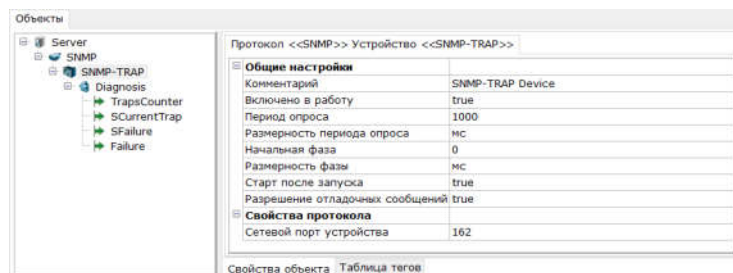 Объекты
Server
SNMP
SNMP-TRAP
Diagnosis
TrapsCounter
SCurrentTrap
SFailure
Failure
Протокол <<SNMP>> Устройство <<SNMP-TRAP>>
Общие настройки
Комментарий SNMP-TRAP Device
Включено в работу true
Период опроса 1000
Размерность периода опроса мс
Начальная фаза 0
Размерность фазы мс
Старт после запуска true
Разрешение отладочных сообщений true
Свойства протокола
Сетевой порт устройства 162
Свойства объекта Таблица тегов